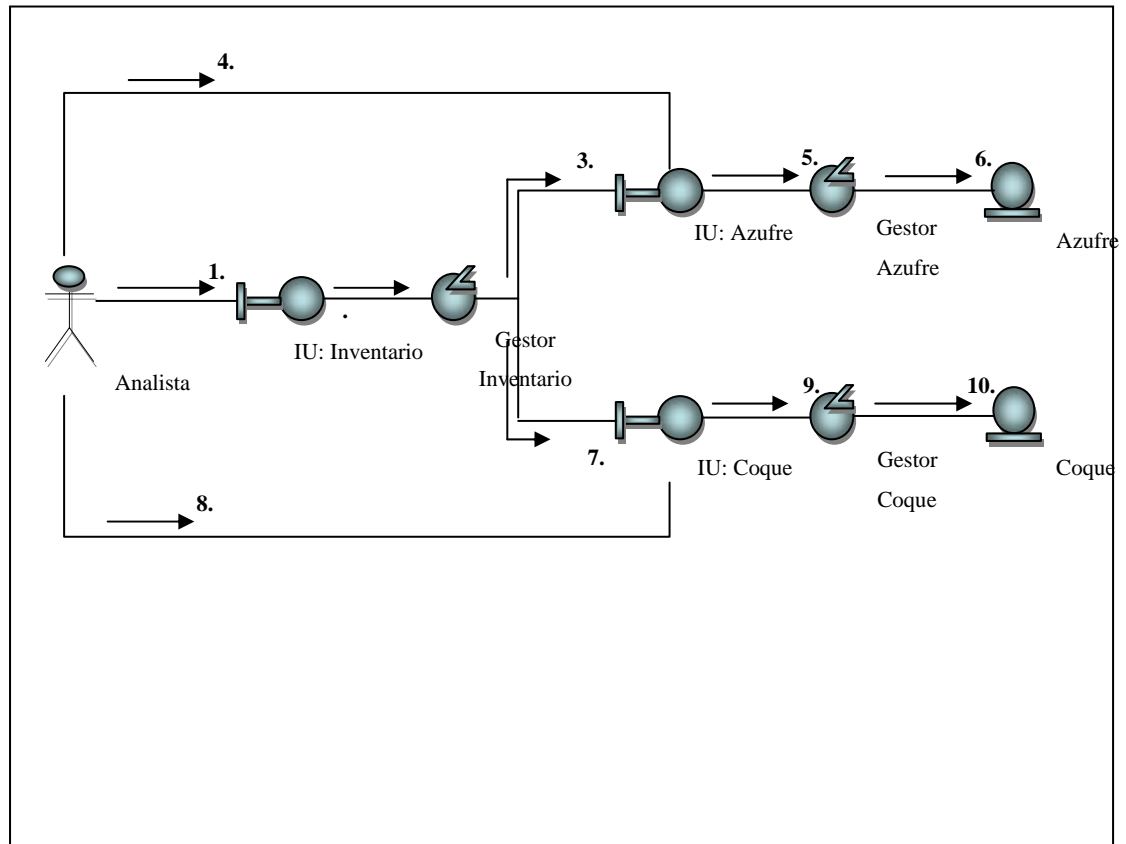 4.
3.
5.
6.
IU: Azufre
Gestor
Azufre
Azufre
1.
.
IU: Inventario
Gestor
Inventario
Analista
9.
10.
7.
IU: Coque
Gestor
Coque
Coque
8.